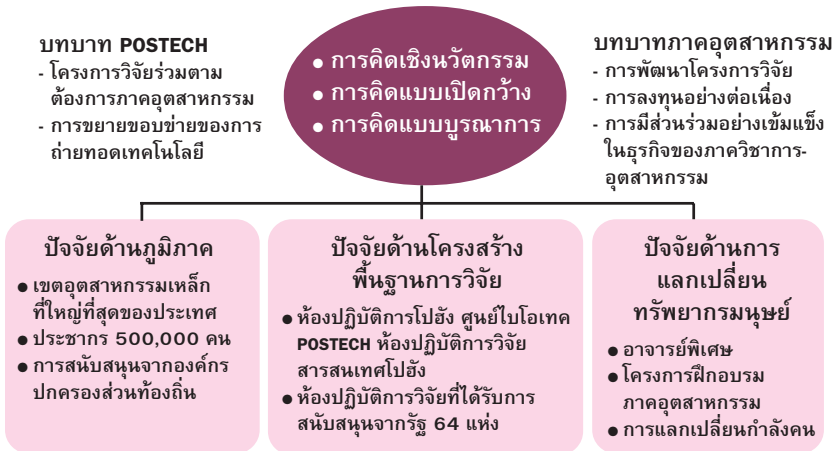 บทบาท POSTECH
- โครงการวิจัยร่วมตาม
ต้องการภาคอุตสาหกรรม
- การขยายขอบข่ายของการ
ถ่ายทอดเทคโนโลยี
● การคิดเชิงนวัตกรรม
● การคิดแบบเปิดกว้าง
● การคิดแบบบูรณาการ
บทบาทภาคอุตสาหกรรม
- การพัฒนาโครงการวิจัย
- การลงทุนอย่างต่อเนื่อง
- การมีส่วนร่วมอย่างเข้มแข็ง
ในธุรกิจของภาควิชาการ-
อุตสาหกรรม
ปัจจัยด้านภูมิภาค
● เขตอุตสาหกรรมเหล็ก
ที่ใหญ่ที่สุดของประเทศ
● ประชากร 500,000 คน
● การสนับสนุนจากองค์กร
ปกครองส่วนท้องถิ่น
ปัจจัยด้านโครงสร้าง
พื้นฐานการวิจัย
● ห้องปฏิบัติการโปฮัง ศูนย์ไบโอเทค
POSTECH ห้องปฏิบัติการวิจัย
สารสนเทศโปฮัง
● ห้องปฏิบัติการวิจัยที่ได้รับการ
สนับสนุนจากรัฐ 64 แห่ง
ปัจจัยด้านการ
แลกเปลี่ยน
ทรัพยากรมนุษย์
● อาจารย์พิเศษ
● โครงการฝึกอบรม
ภาคอุตสาหกรรม
● การแลกเปลี่ยนกำลังคน